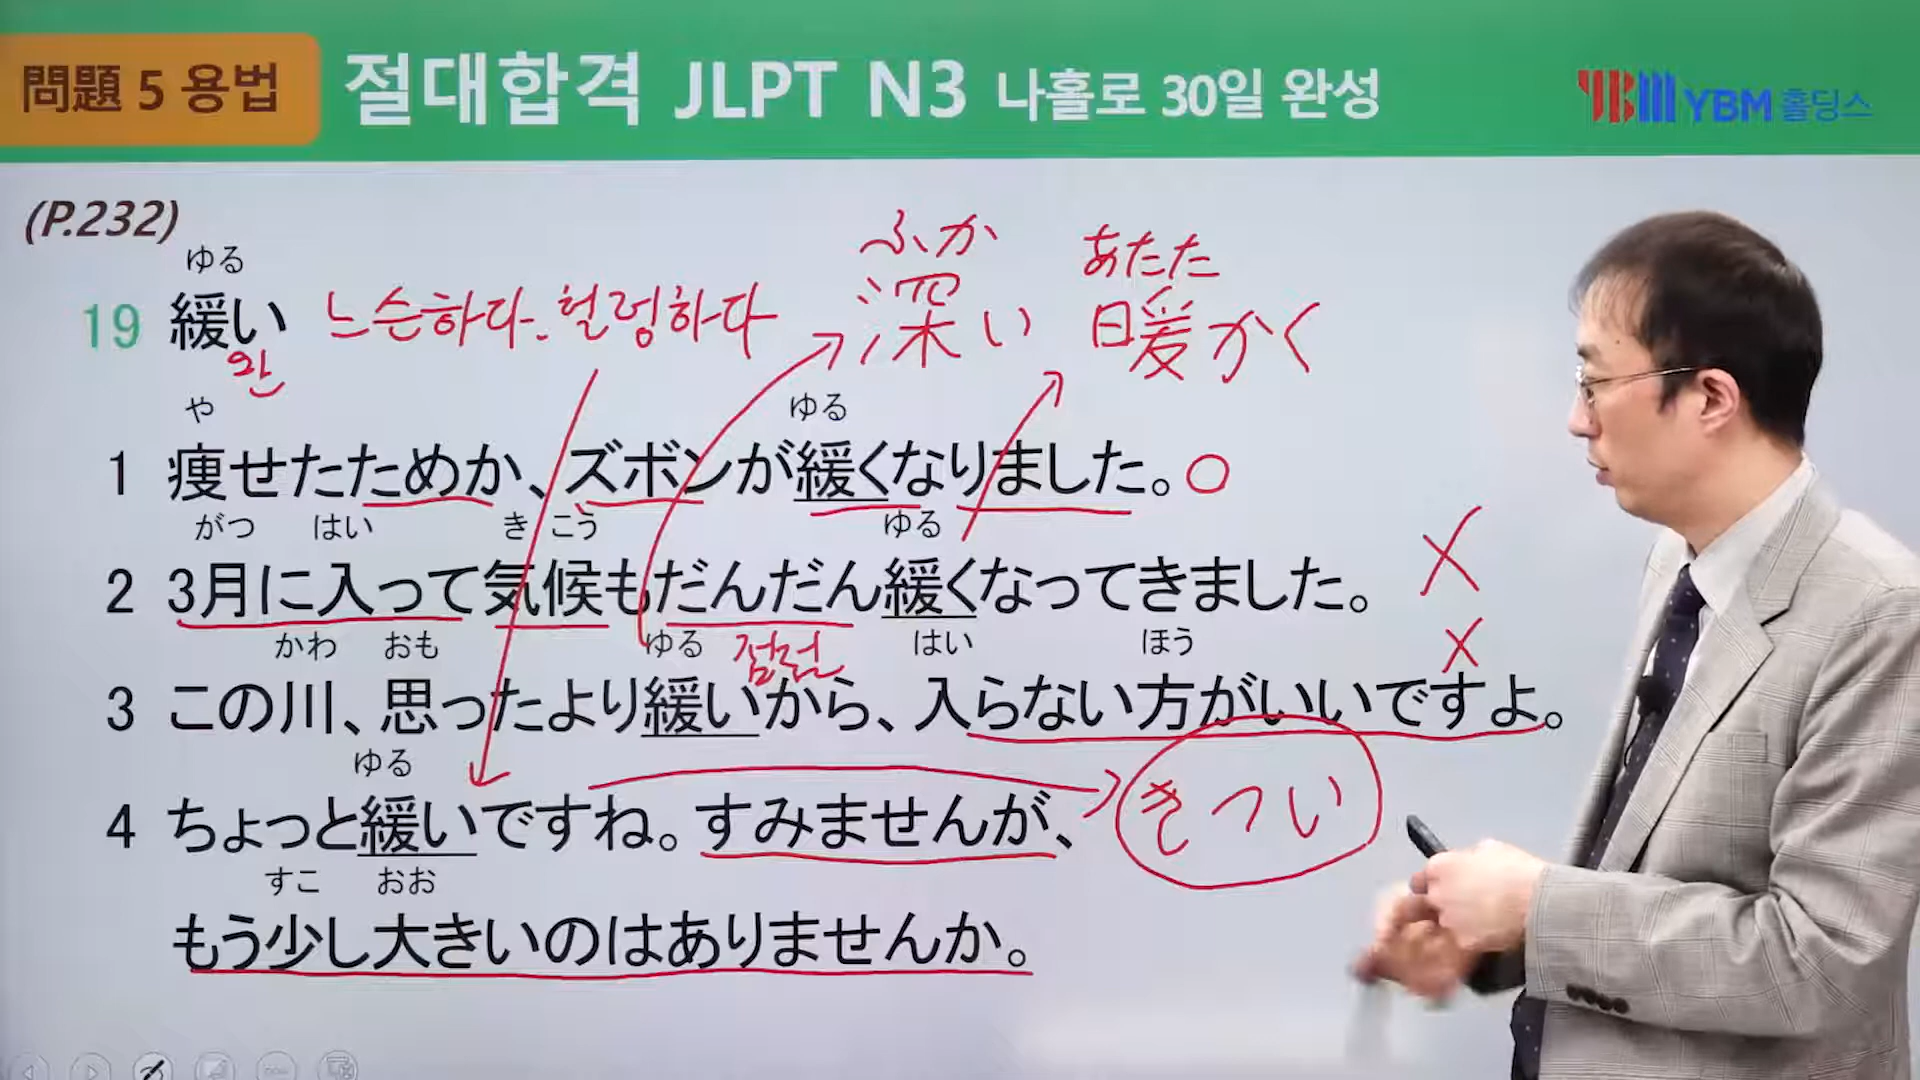 問題 5 용법
절대합격 JLPT N3 나홀로 30일 완성
YBM YBM 홀딩스
(P.232)
ゆる
19 緩い 느슨하다. 헐렁하다
완
ふか
深い
あたた
暖かく
や ゆる
1 痩せたためか、ズボンが緩くなりました。○
がつ はい き こう ゆる
2 3月に入って気候もだんだん緩くなってきました。 X
점점
かわ おも ゆる はい ほう
3 この川、思ったより緩いから、入らない方がいいですよ。 X
ゆる
4 ちょっと緩いですね。すみませんが、
きつい
すこ おお
もう少し大きいのはありませんか。